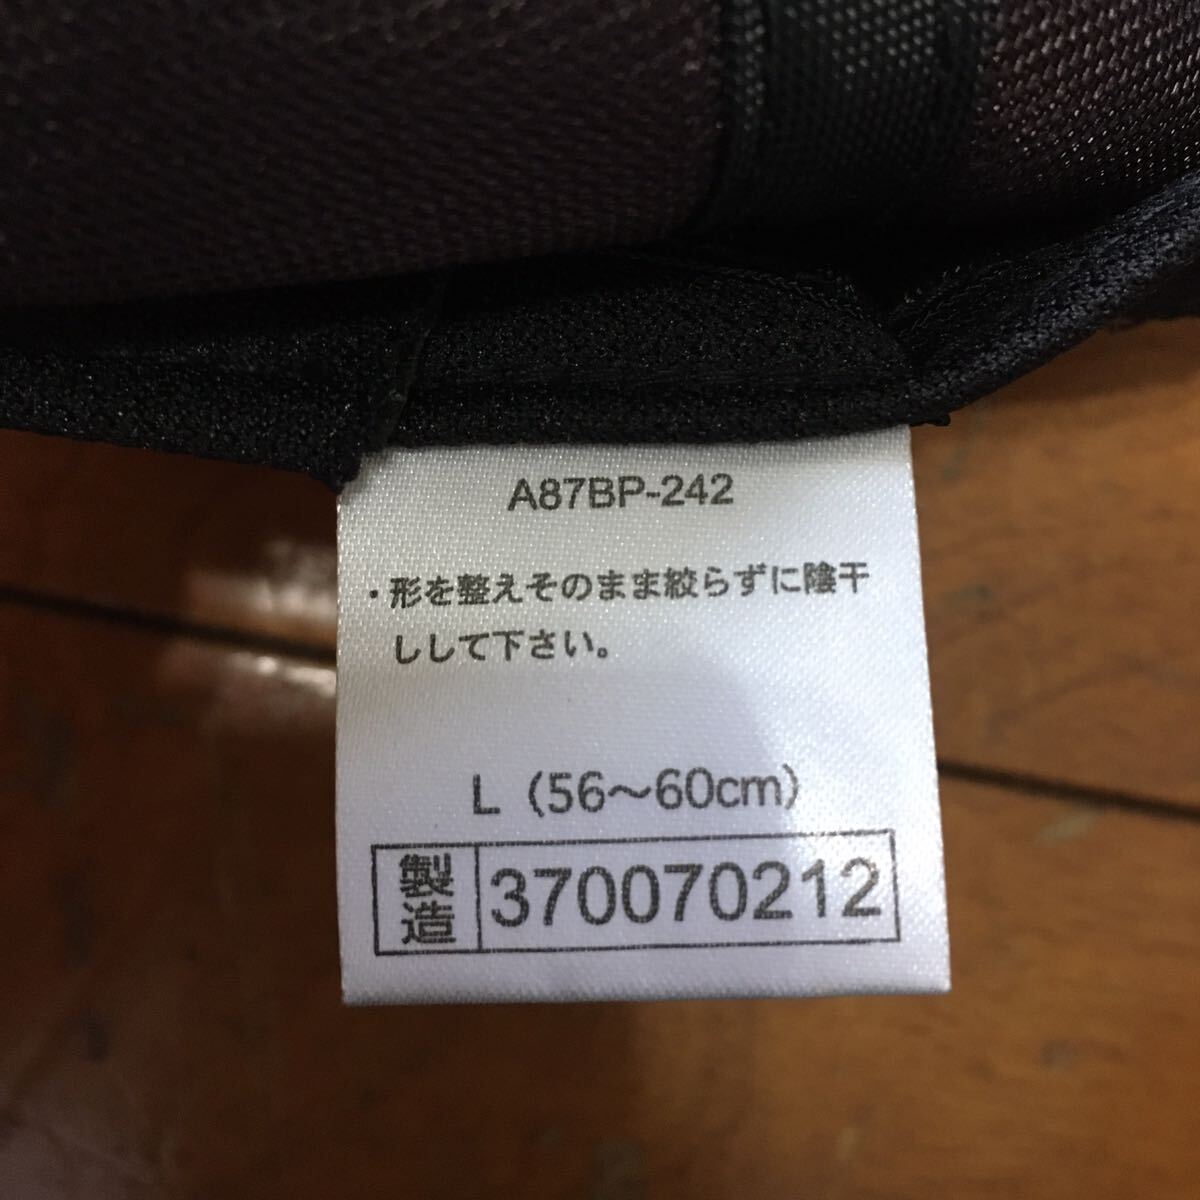 A87BP-242
・形を整えそのまま絞らずに陰干
ししして下さい。
L（56～60cm）
製造 370070212